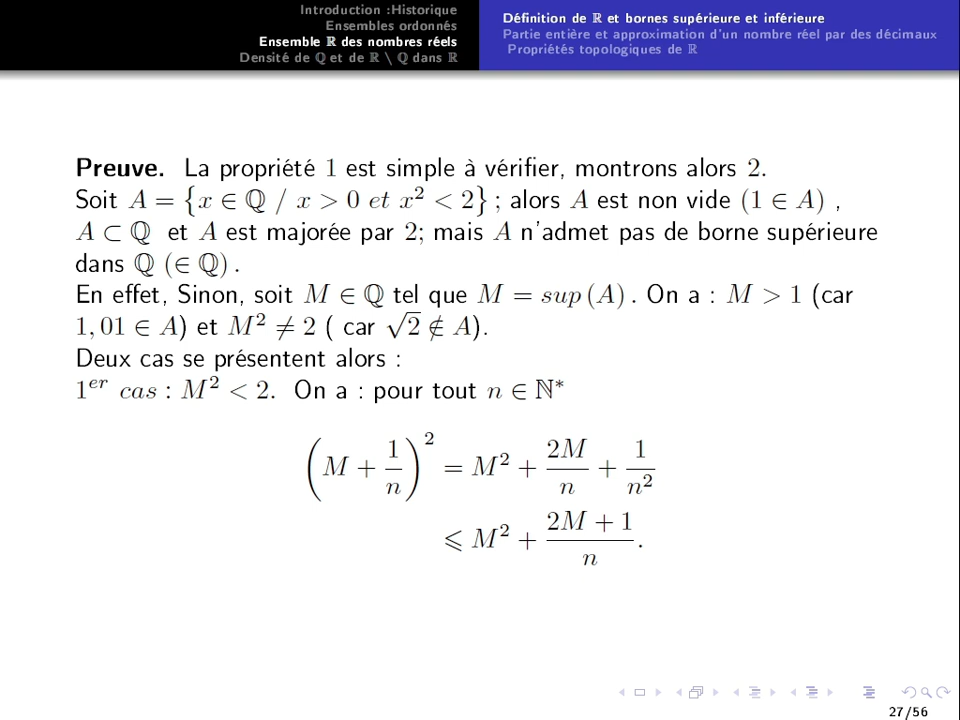 Introduction :Historique
Ensembles ordonnés
Ensemble ℝ des nombres réels
Densité de ℚ et de ℝ \ ℚ dans ℝ
Définition de ℝ et bornes supérieure et inférieure
Partie entière et approximation d'un nombre réel par des décimaux
Propriétés topologiques de ℝ
Preuve. La propriété 1 est simple à vérifier, montrons alors 2.
Soit A = {x ∈ ℚ / x > 0 et x² < 2} ; alors A est non vide (1 ∈ A) ,
A ⊂ ℚ et A est majorée par 2; mais A n'admet pas de borne supérieure
dans ℚ (∈ ℚ) .
En effet, Sinon, soit M ∈ ℚ tel que M = sup (A) . On a : M > 1 (car
1, 01 ∈ A) et M² ≠ 2 ( car √2 ∉ A).
Deux cas se présentent alors :
1ᵉʳ cas : M² < 2. On a : pour tout n ∈ ℕ*
(M + 1/n)² = M² + 2M/n + 1/n²
⩽ M² + (2M + 1)/n .
27/56